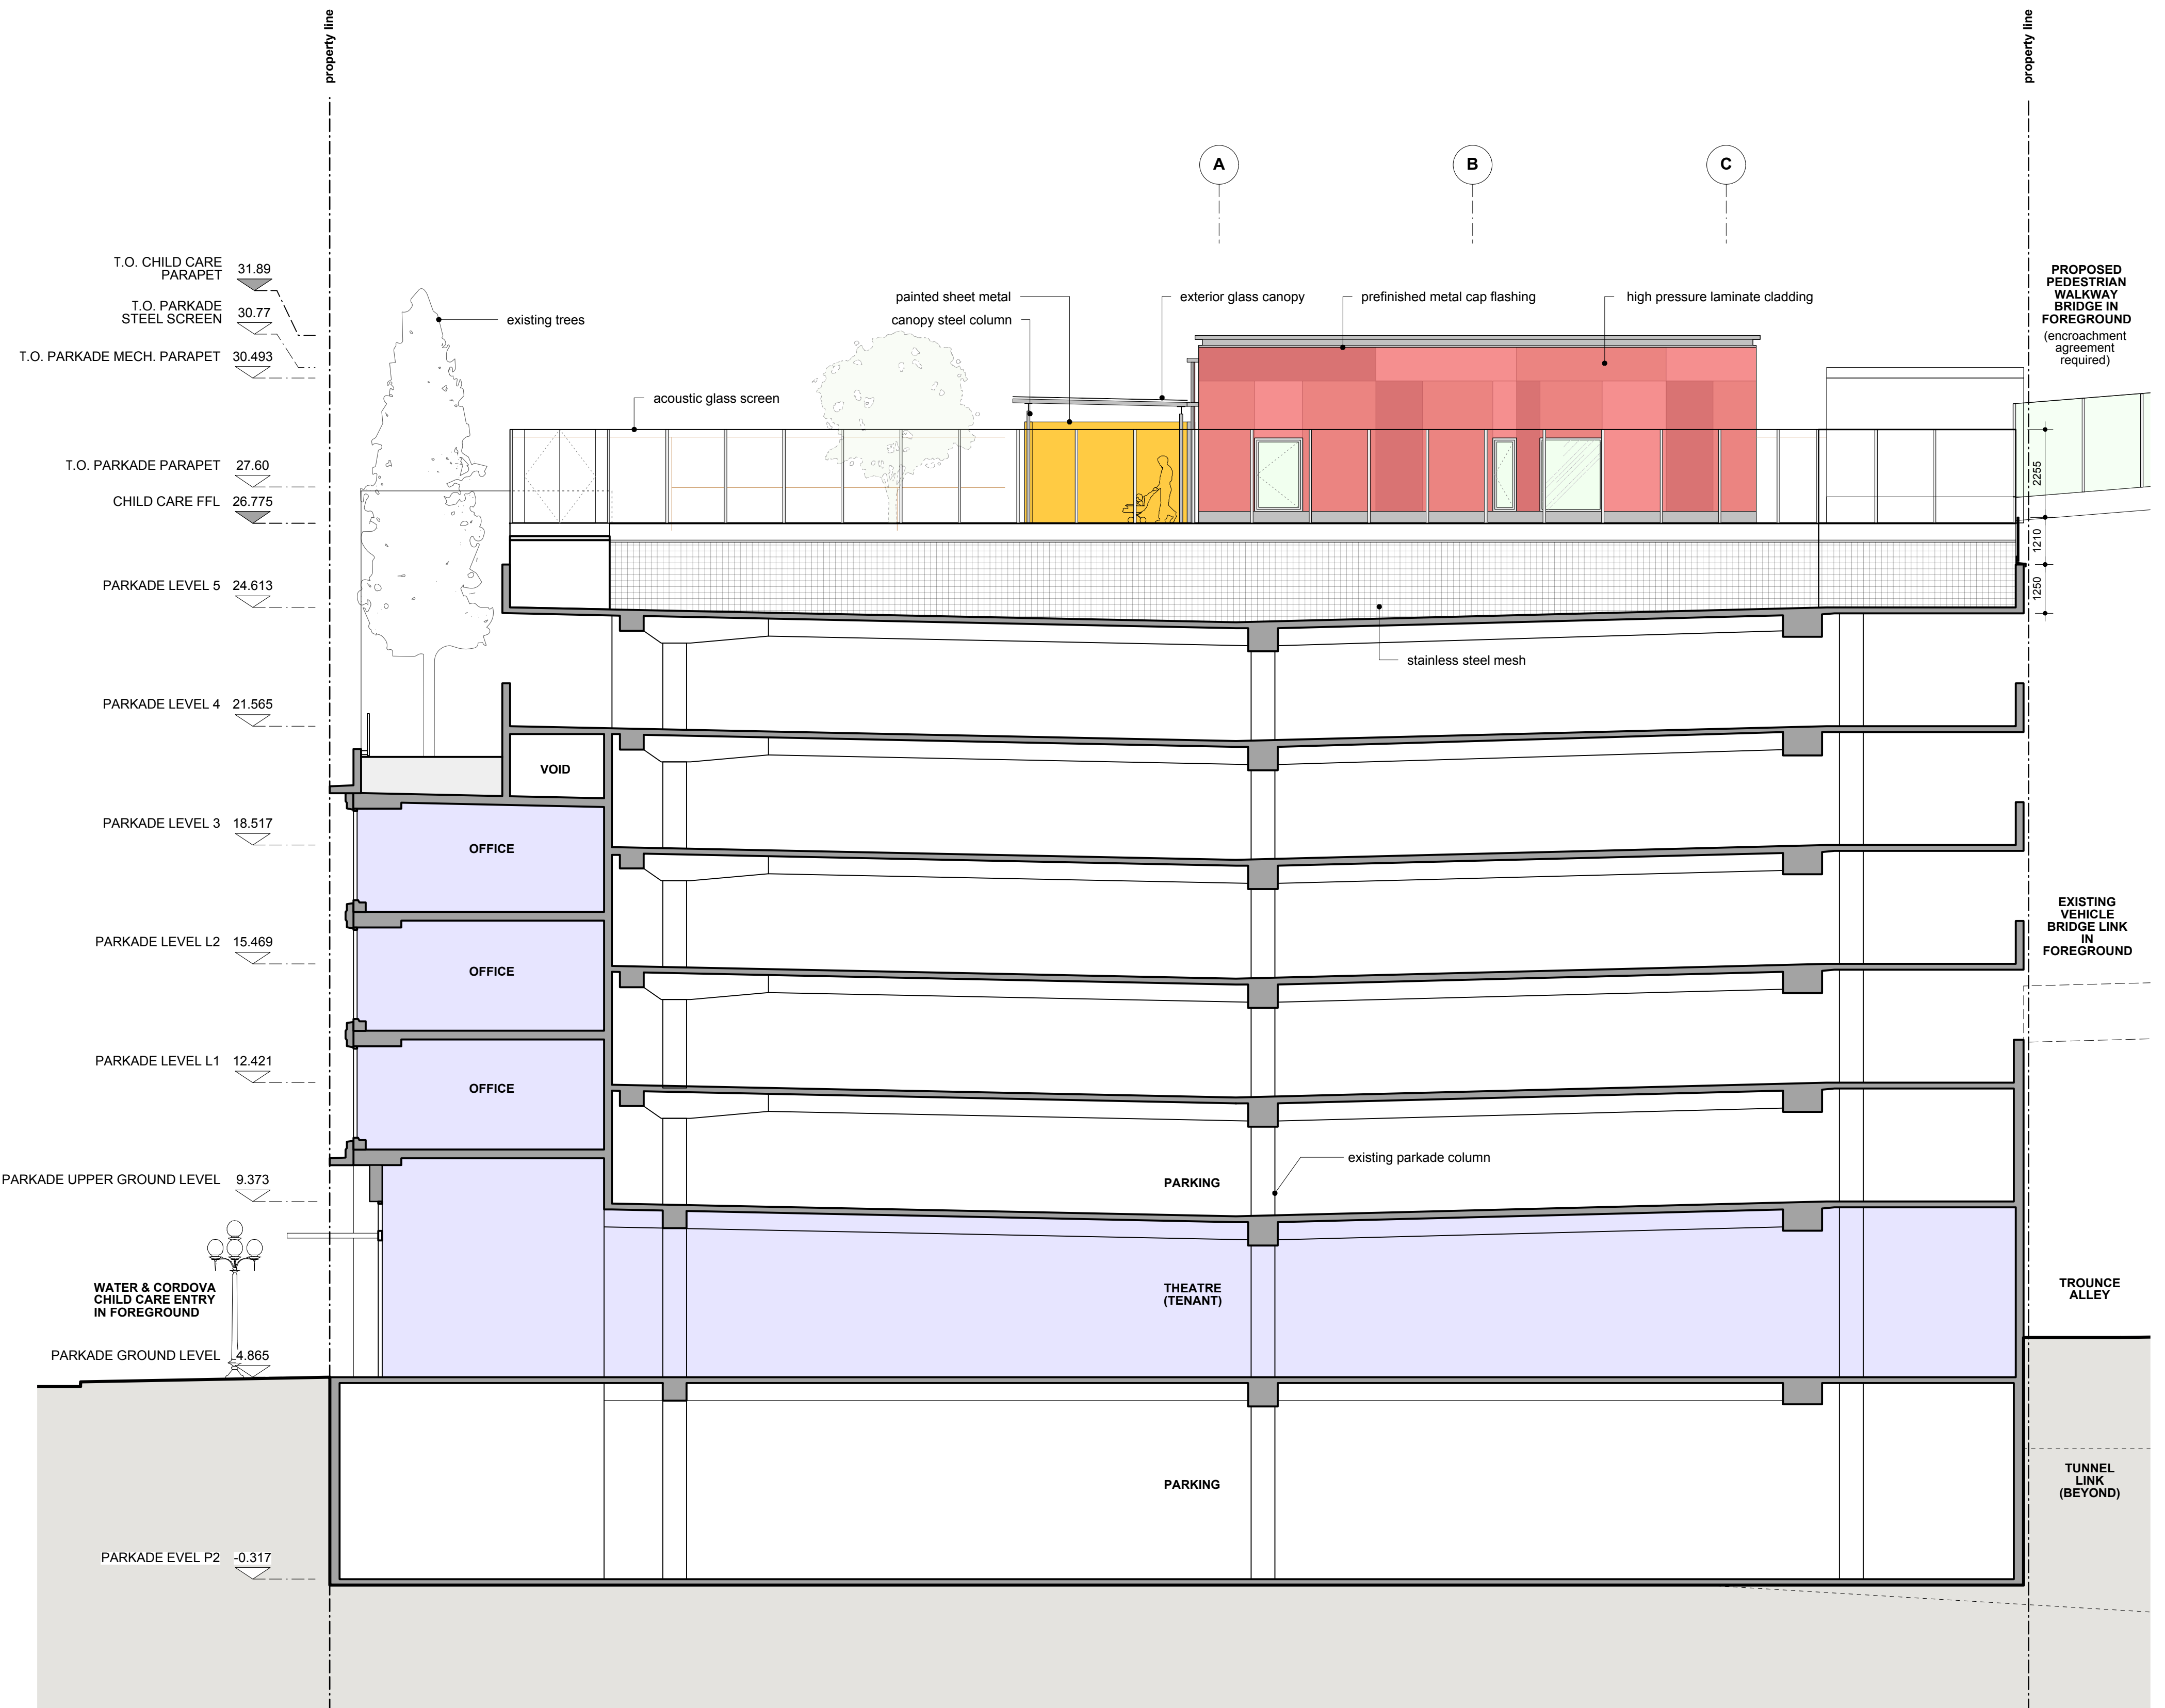 property line
property line
A
B
C
T.O. CHILD CARE
PARAPET
31.89
T.O. PARKADE
STEEL SCREEN
30.77
T.O. PARKADE MECH. PARAPET 30.493
T.O. PARKADE PARAPET 27.60
CHILD CARE FFL 26.775
PARKADE LEVEL 5 24.613
PARKADE LEVEL 4 21.565
PARKADE LEVEL 3 18.517
PARKADE LEVEL L2 15.469
PARKADE LEVEL L1 12.421
PARKADE UPPER GROUND LEVEL 9.373
WATER & CORDOVA
CHILD CARE ENTRY
IN FOREGROUND
PARKADE GROUND LEVEL 4.865
PARKADE EVEL P2 -0.317
existing trees
acoustic glass screen
painted sheet metal
canopy steel column
exterior glass canopy
prefinished metal cap flashing
high pressure laminate cladding
stainless steel mesh
VOID
OFFICE
OFFICE
OFFICE
existing parkade column
PARKING
THEATRE
(TENANT)
PARKING
PROPOSED
PEDESTRIAN
WALKWAY
BRIDGE IN
FOREGROUND
(encroachment
agreement
required)
2255
1210
1250
EXISTING
VEHICLE
BRIDGE LINK
IN
FOREGROUND
TROUNCE
ALLEY
TUNNEL
LINK
(BEYOND)